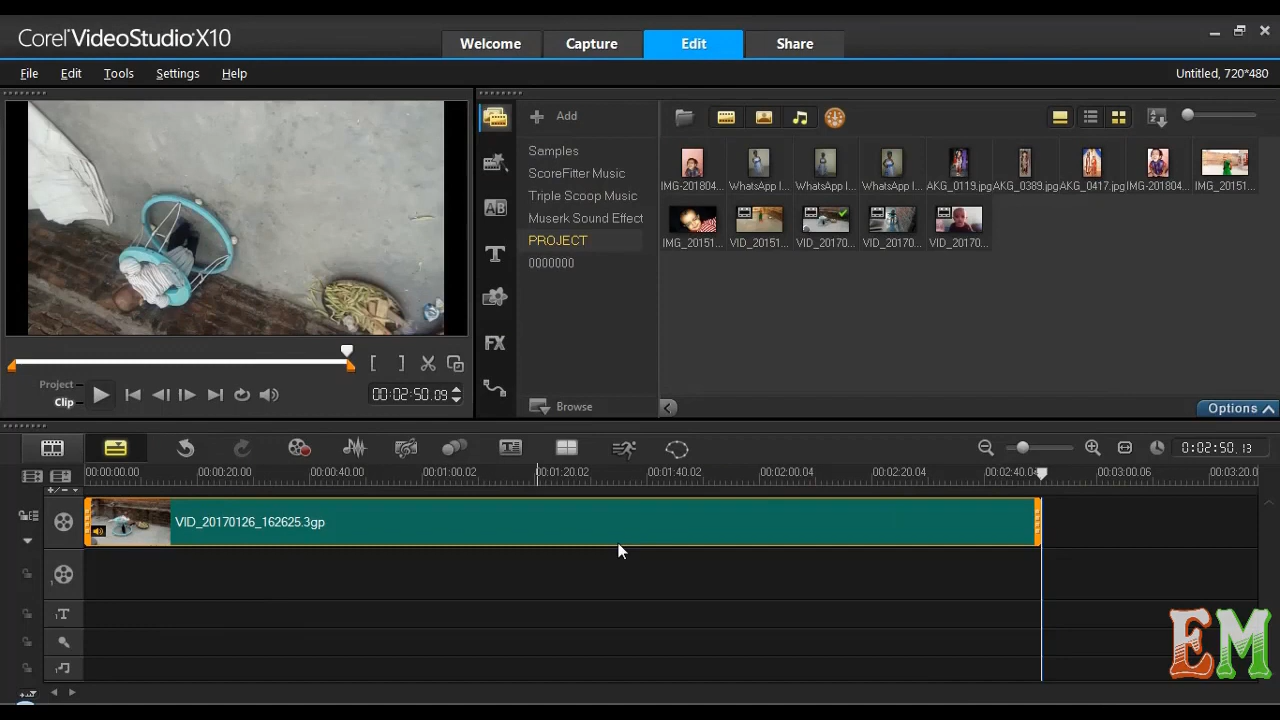 Corel VideoStudio X10
Welcome
Capture
Edit
Share
File
Edit
Tools
Settings
Help
Untitled, 720*480
Add
Samples
ScoreFitter Music
Triple Scoop Music
Muserk Sound Effect
PROJECT
0000000
Browse
IMG-201804...
WhatsApp I...
WhatsApp I...
WhatsApp I...
AKG_0119.jpg
AKG_0389.jpg
AKG_0417.jpg
IMG-201804...
IMG_20151...
IMG_20151...
VID_20151...
VID_20170...
VID_20170...
VID_20170...
AB
T
FX
Options
Project
Clip
00:02:50.09
0:02:50.13
00:00:00.00
00:00:20.00
00:00:40.00
00:01:00.02
00:01:20.02
00:01:40.02
00:02:00.04
00:02:20.04
00:02:40.04
00:03:00.06
00:03:20.0
VID_20170126_162625.3gp
1
1T
1
EM